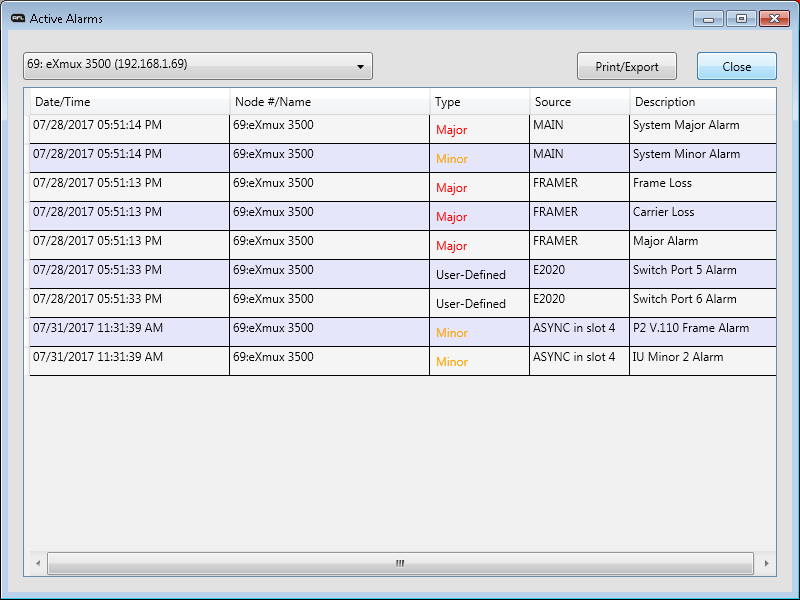 AFL Active Alarms
69: eXmux 3500 (192.168.1.69) Print/Export Close
Date/Time Node #/Name Type Source Description
07/28/2017 05:51:14 PM 69:eXmux 3500 Major MAIN System Major Alarm
07/28/2017 05:51:14 PM 69:eXmux 3500 Minor MAIN System Minor Alarm
07/28/2017 05:51:13 PM 69:eXmux 3500 Major FRAMER Frame Loss
07/28/2017 05:51:13 PM 69:eXmux 3500 Major FRAMER Carrier Loss
07/28/2017 05:51:13 PM 69:eXmux 3500 Major FRAMER Major Alarm
07/28/2017 05:51:33 PM 69:eXmux 3500 User-Defined E2020 Switch Port 5 Alarm
07/28/2017 05:51:33 PM 69:eXmux 3500 User-Defined E2020 Switch Port 6 Alarm
07/31/2017 11:31:39 AM 69:eXmux 3500 Minor ASYNC in slot 4 P2 V.110 Frame Alarm
07/31/2017 11:31:39 AM 69:eXmux 3500 Minor ASYNC in slot 4 IU Minor 2 Alarm